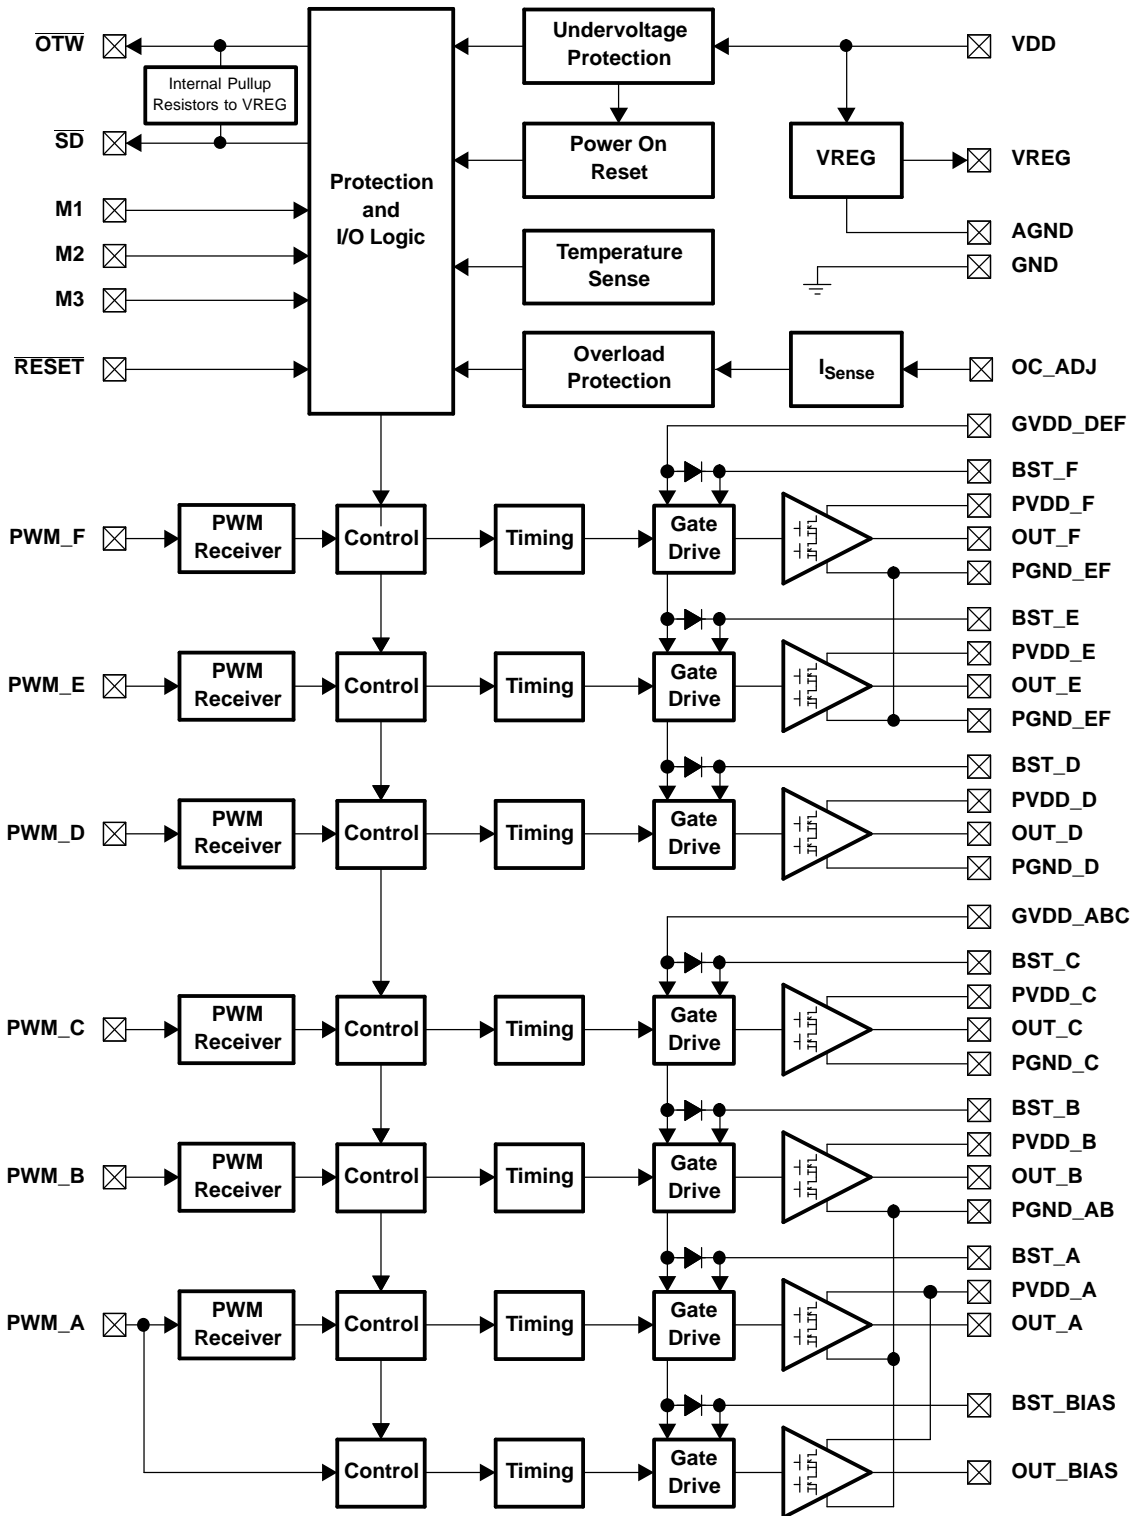 OTW
Undervoltage
Protection
VDD
Internal Pullup
Resistors to VREG
SD
Power On
Reset
VREG
VREG
Protection
and
I/O Logic
M1
AGND
M2
Temperature
Sense
GND
M3
RESET
Overload
Protection
ISense
OC_ADJ
GVDD_DEF
BST_F
PVDD_F
PWM_F
PWM
Receiver
Control
Timing
Gate
Drive
OUT_F
PGND_EF
BST_E
PVDD_E
PWM_E
PWM
Receiver
Control
Timing
Gate
Drive
OUT_E
PGND_EF
BST_D
PVDD_D
PWM_D
PWM
Receiver
Control
Timing
Gate
Drive
OUT_D
PGND_D
GVDD_ABC
BST_C
PVDD_C
PWM_C
PWM
Receiver
Control
Timing
Gate
Drive
OUT_C
PGND_C
BST_B
PVDD_B
PWM_B
PWM
Receiver
Control
Timing
Gate
Drive
OUT_B
PGND_AB
BST_A
PVDD_A
PWM_A
PWM
Receiver
Control
Timing
Gate
Drive
OUT_A
BST_BIAS
Control
Timing
Gate
Drive
OUT_BIAS